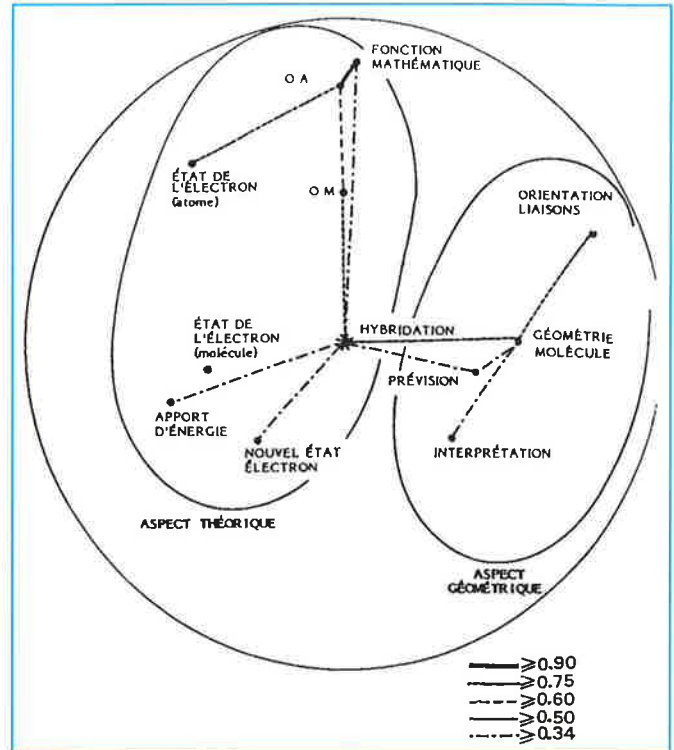 FONCTION
MATHÉMATIQUE
O A
ÉTAT DE
L'ÉLECTRON
(atome)
O M
ORIENTATION
LIAISONS
HYBRIDATION
GÉOMÉTRIE
MOLÉCULE
ÉTAT DE
L'ÉLECTRON
(molécule)
PRÉVISION
APPORT
D'ÉNERGIE
NOUVEL ÉTAT
ÉLECTRON
INTERPRÉTATION
ASPECT THÉORIQUE
ASPECT
GÉOMÉTRIQUE
⩾0.90
⩾0.75
⩾0.60
⩾0.50
⩾0.34